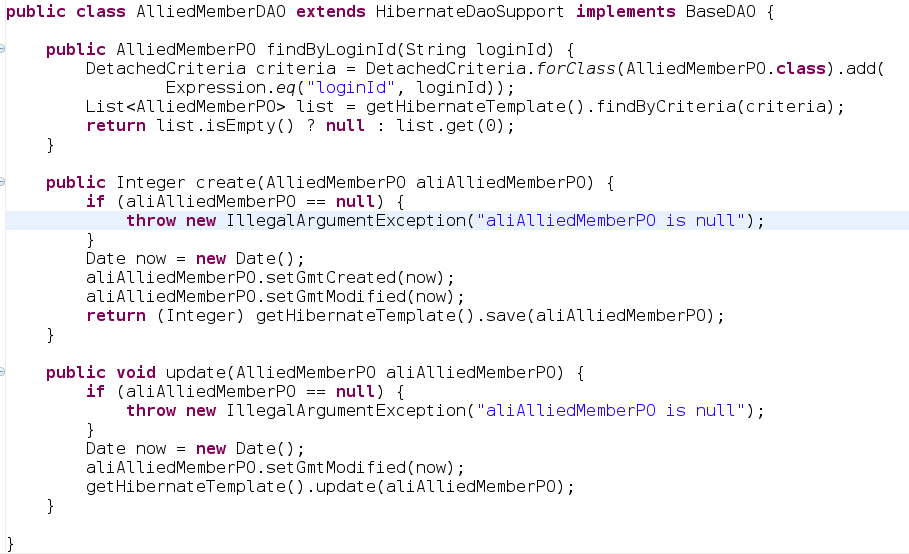 public class AlliedMemberDAO extends HibernateDaoSupport implements BaseDAO {
public AlliedMemberPO findByLoginId(String loginId) {
DetachedCriteria criteria = DetachedCriteria.forClass(AlliedMemberPO.class).add(
Expression.eq("loginId", loginId));
List<AlliedMemberPO> list = getHibernateTemplate().findByCriteria(criteria);
return list.isEmpty() ? null : list.get(0);
}
public Integer create(AlliedMemberPO aliAlliedMemberPO) {
if (aliAlliedMemberPO == null) {
throw new IllegalArgumentException("aliAlliedMemberPO is null");
}
Date now = new Date();
aliAlliedMemberPO.setGmtCreated(now);
aliAlliedMemberPO.setGmtModified(now);
return (Integer) getHibernateTemplate().save(aliAlliedMemberPO);
}
public void update(AlliedMemberPO aliAlliedMemberPO) {
if (aliAlliedMemberPO == null) {
throw new IllegalArgumentException("aliAlliedMemberPO is null");
}
Date now = new Date();
aliAlliedMemberPO.setGmtModified(now);
getHibernateTemplate().update(aliAlliedMemberPO);
}
}